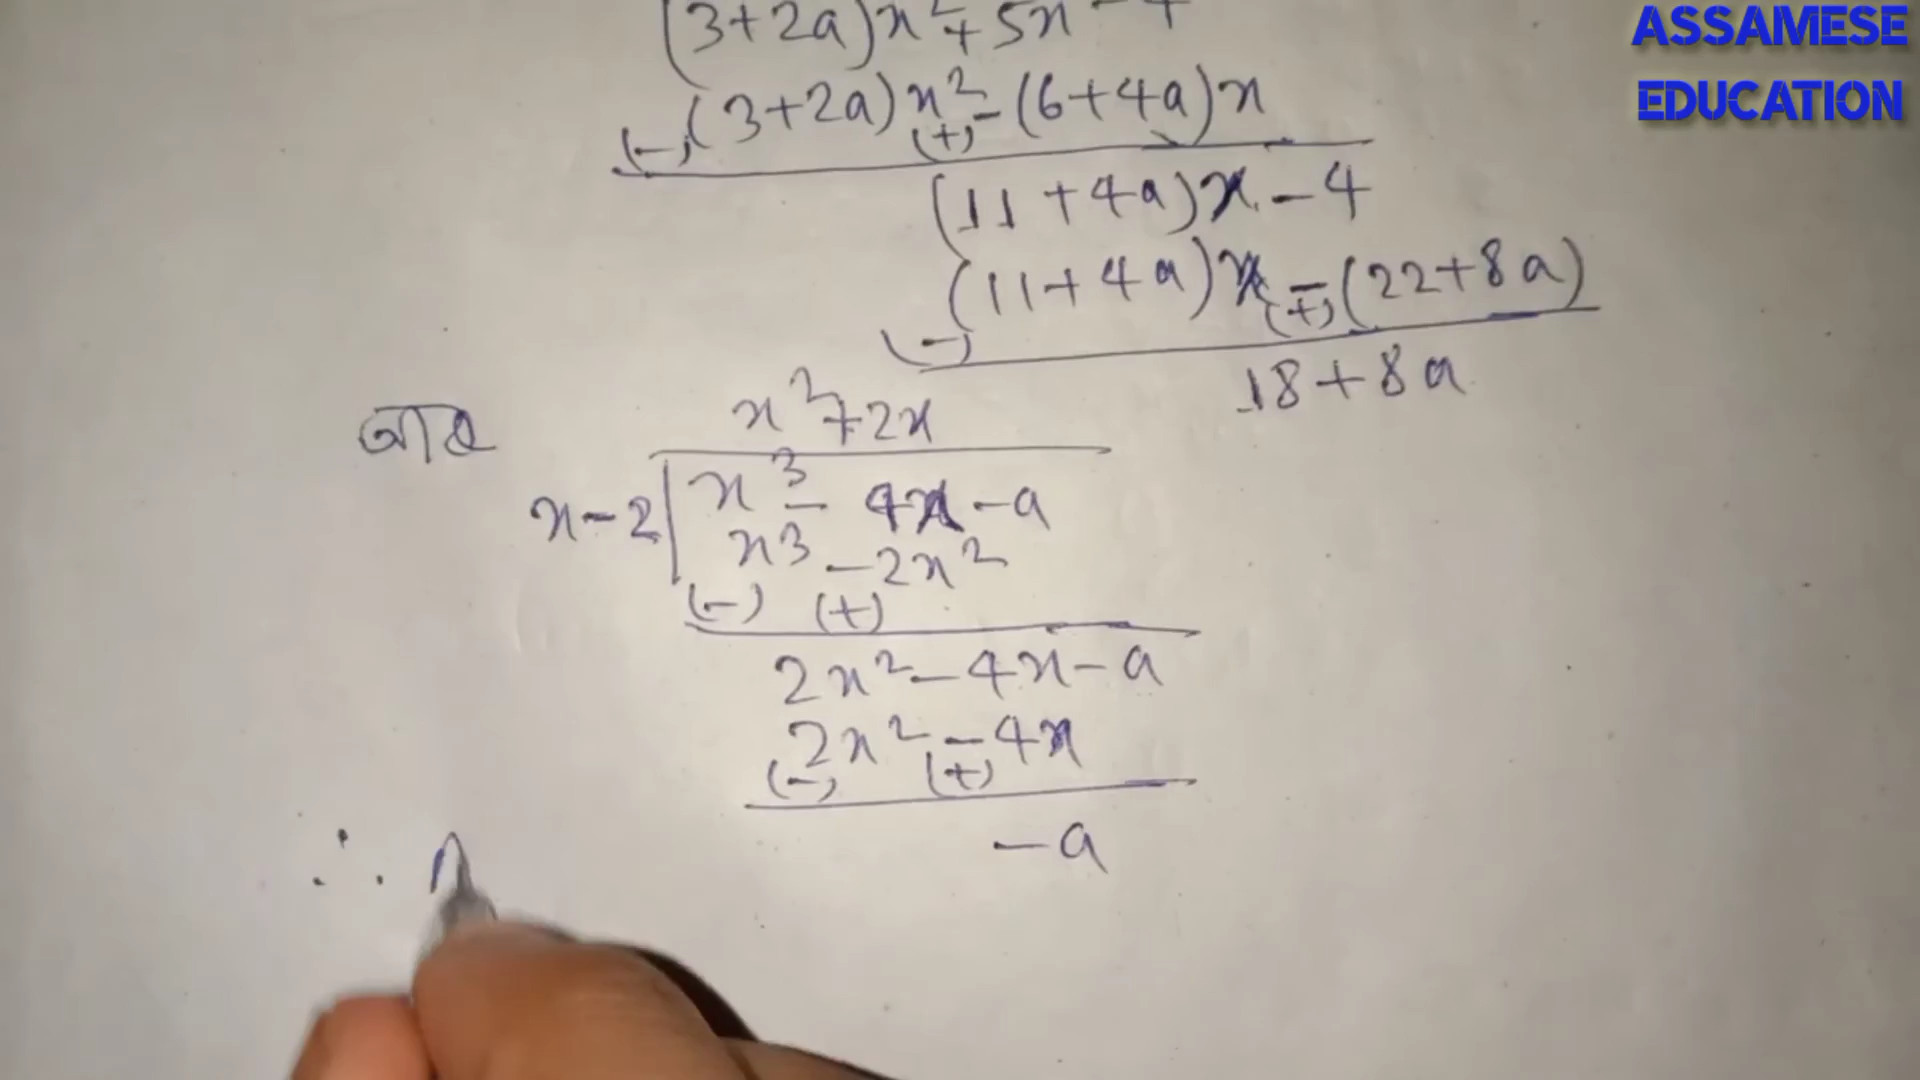 (3+2a)x²+5x-4
(3+2a)x²-(6+4a)x
(-) (+)
(11+4a)x-4
(11+4a)x-(22+8a)
(-) (+)
18+8a
আৰু
x²+2x
x-2 x³-4x-a
x³-2x²
(-) (+)
2x²-4x-a
2x²-4x
(-) (+)
-a
∴
ASSAMESE
EDUCATION